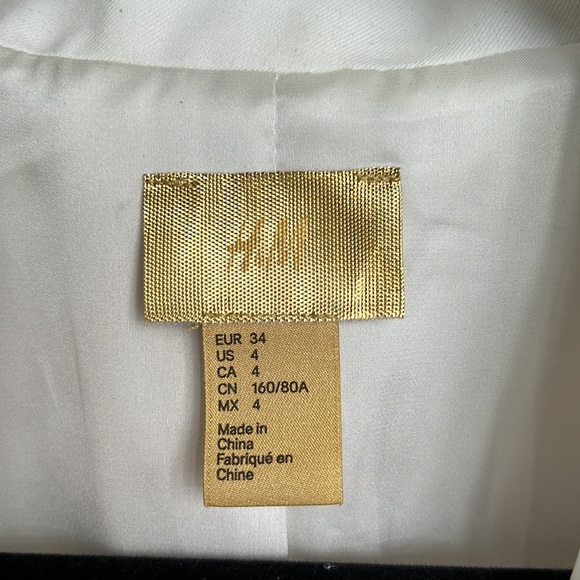 H&M
EUR 34
US 4
CA 4
CN 160/80A
MX 4
Made in
China
Fabriqué en
Chine